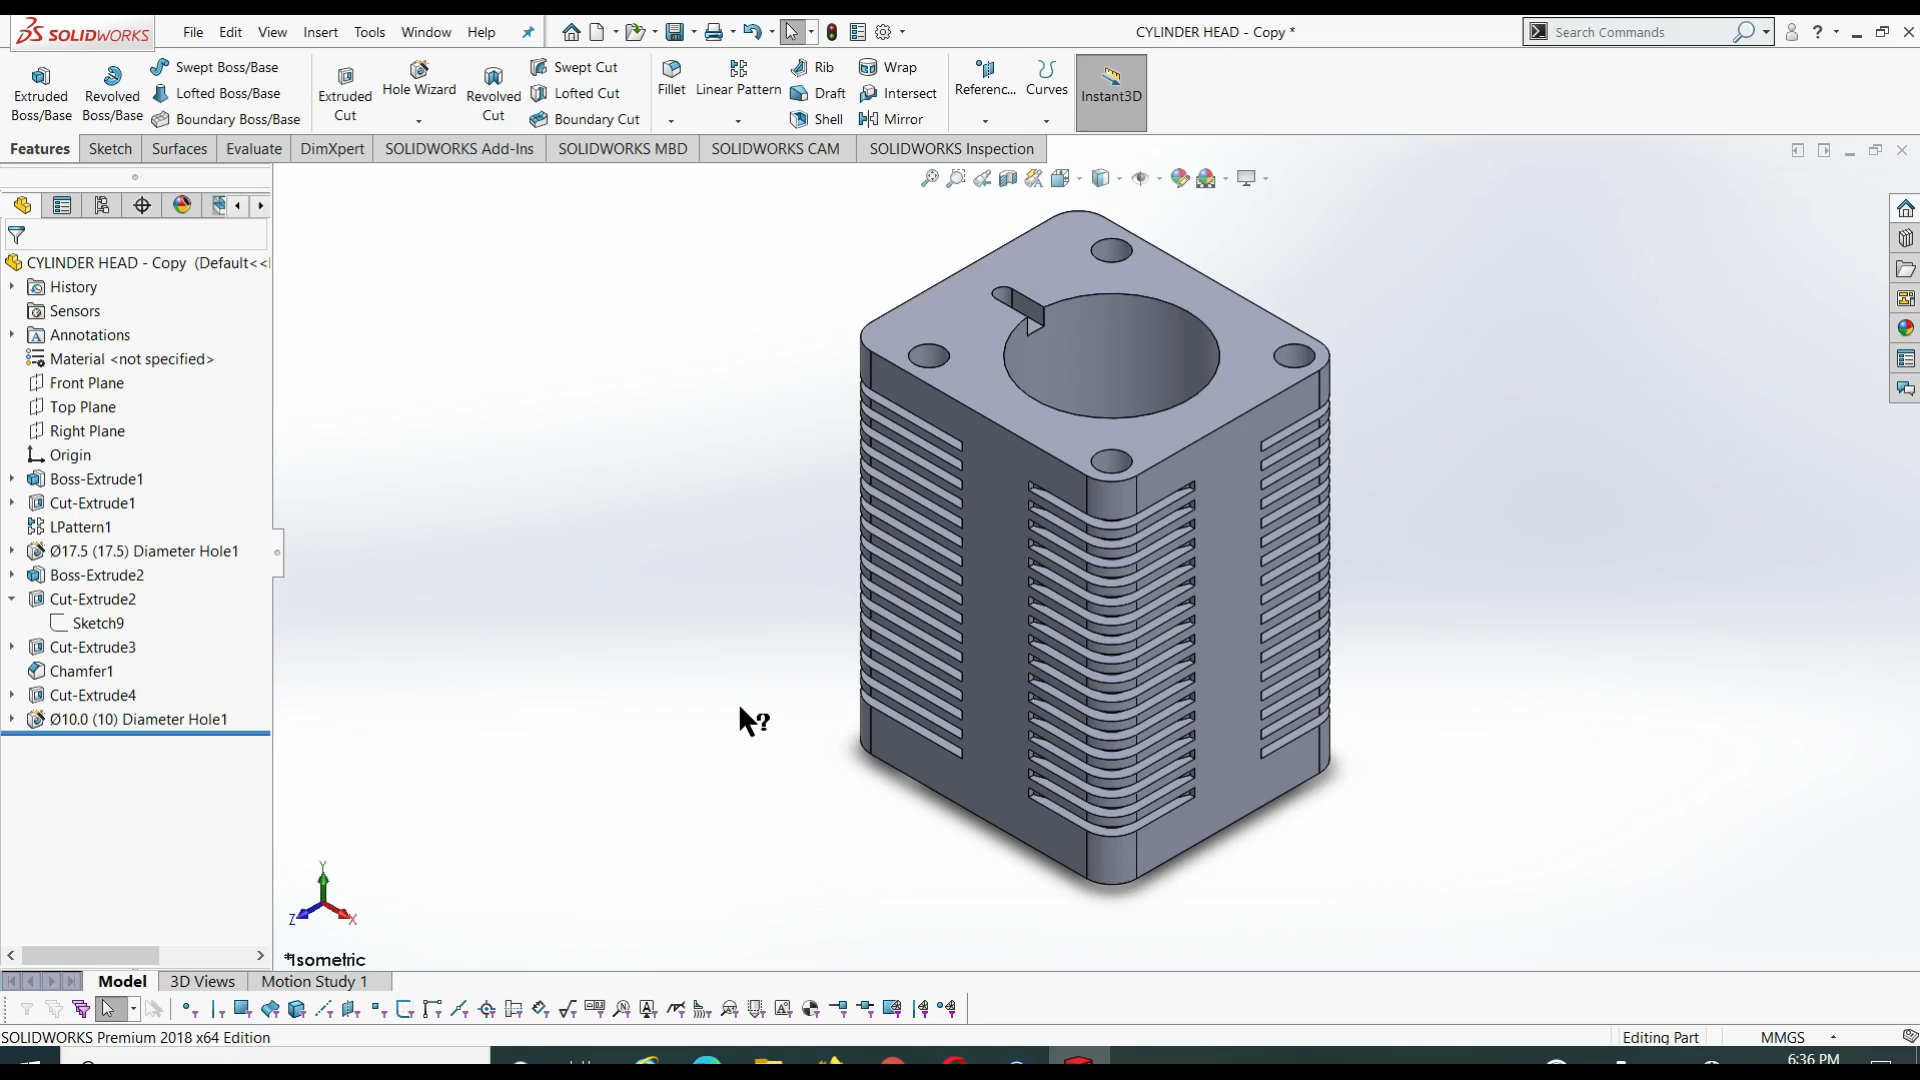 SOLIDWORKS File Edit View Insert Tools Window Help CYLINDER HEAD - Copy * Search Commands ?
Extruded Boss/Base
Revolved Boss/Base
Swept Boss/Base
Lofted Boss/Base
Boundary Boss/Base
Extruded Cut
Hole Wizard
Revolved Cut
Swept Cut
Lofted Cut
Boundary Cut
Fillet
Linear Pattern
Rib
Draft
Shell
Wrap
Intersect
Mirror
Referenc...
Curves
Instant3D
Features Sketch Surfaces Evaluate DimXpert SOLIDWORKS Add-Ins SOLIDWORKS MBD SOLIDWORKS CAM SOLIDWORKS Inspection
CYLINDER HEAD - Copy (Default<<
History
Sensors
Annotations
Material <not specified>
Front Plane
Top Plane
Right Plane
Origin
Boss-Extrude1
Cut-Extrude1
LPattern1
Ø17.5 (17.5) Diameter Hole1
Boss-Extrude2
Cut-Extrude2
Sketch9
Cut-Extrude3
Chamfer1
Cut-Extrude4
Ø10.0 (10) Diameter Hole1
Y
Z X
*Isometric
Model 3D Views Motion Study 1
SOLIDWORKS Premium 2018 x64 Edition Editing Part MMGS
6:36 PM